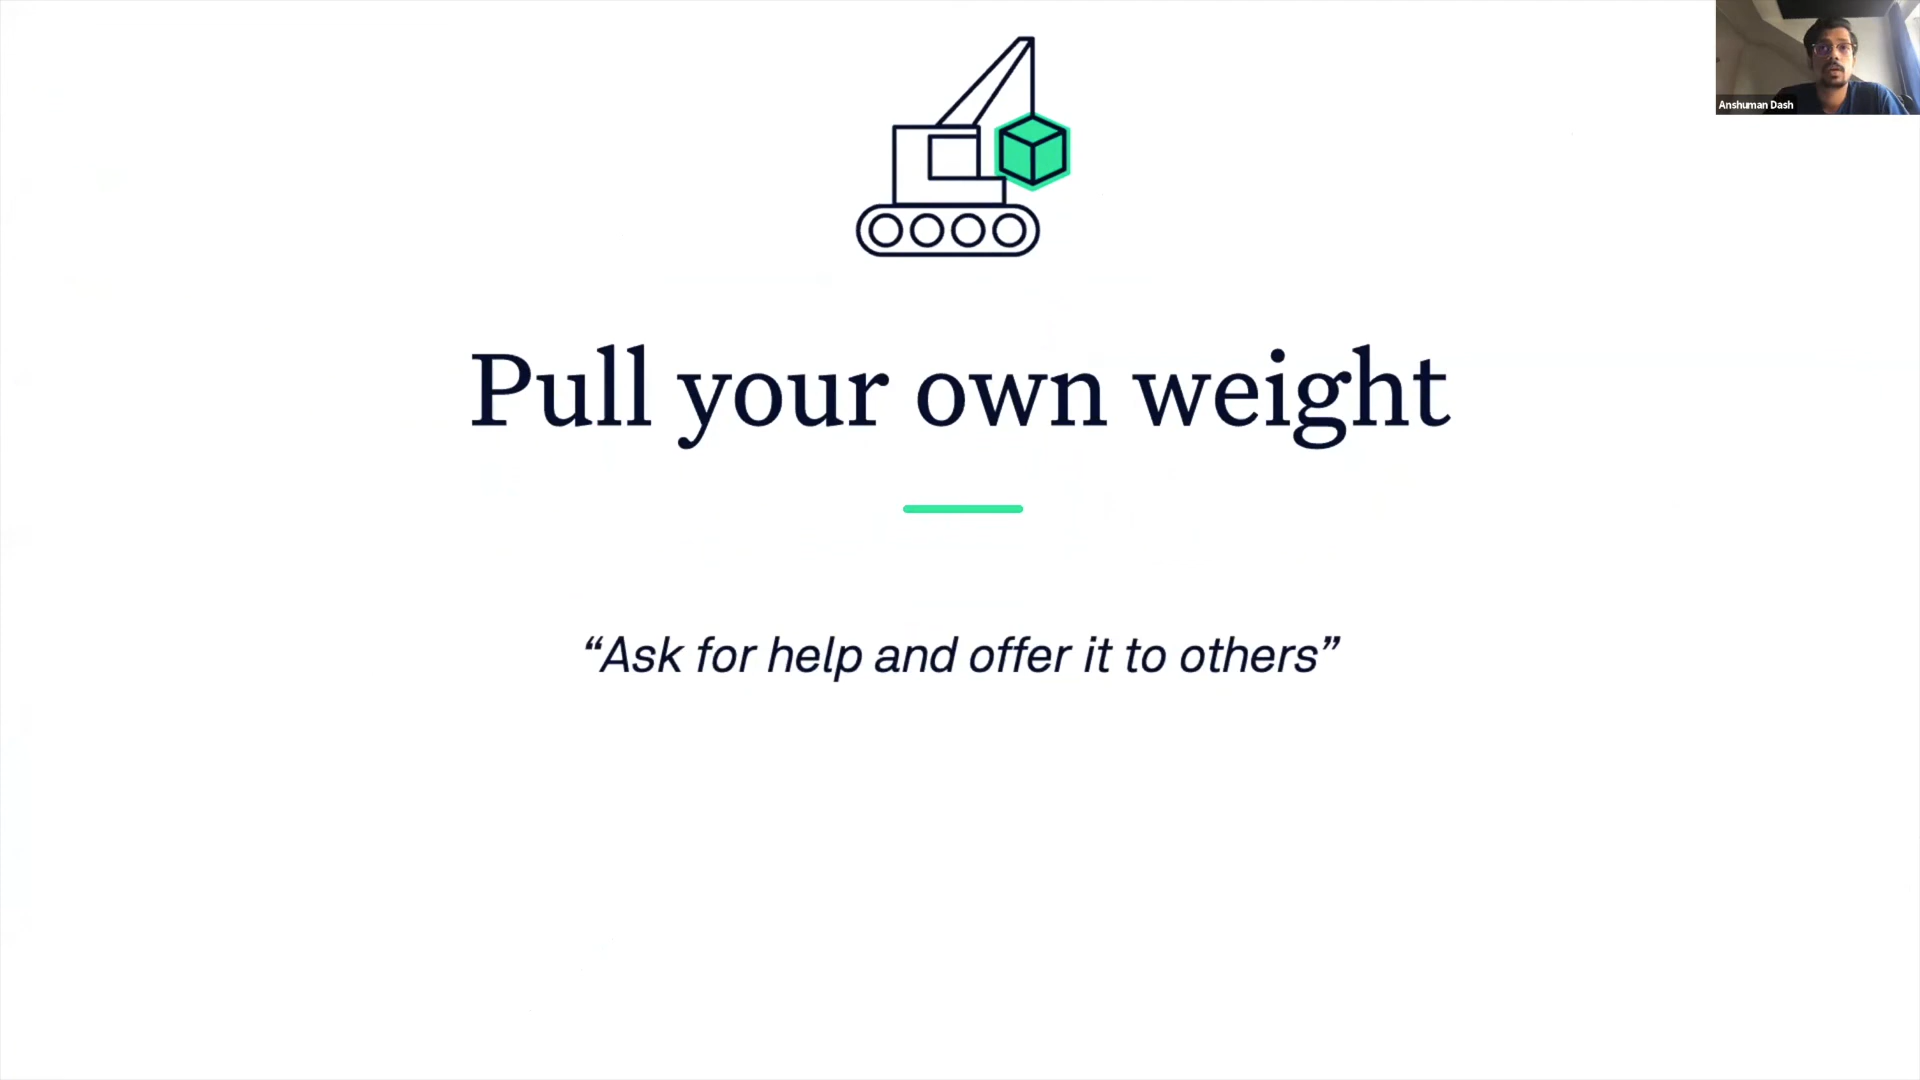 Anshuman Dash
Pull your own weight
“Ask for help and offer it to others”